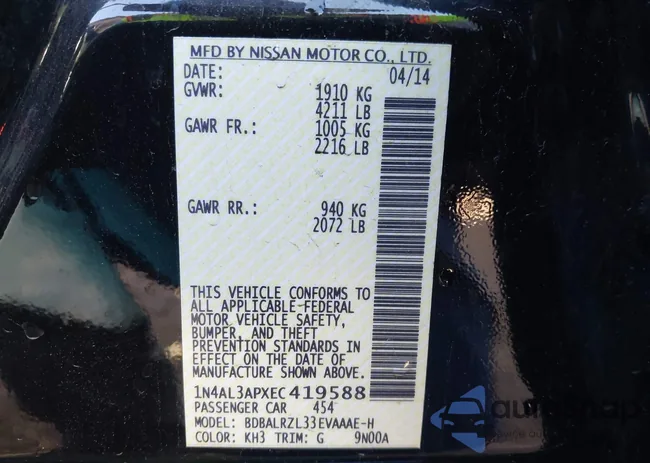 MFD BY NISSAN MOTOR CO., LTD.
DATE: 04/14
GVWR: 1910 KG
4211 LB
GAWR FR.: 1005 KG
2216 LB
GAWR RR.: 940 KG
2072 LB
THIS VEHICLE CONFORMS TO
ALL APPLICABLE FEDERAL
MOTOR VEHICLE SAFETY,
BUMPER, AND THEFT
PREVENTION STANDARDS IN
EFFECT ON THE DATE OF
MANUFACTURE SHOWN ABOVE.
1N4AL3APXEC419588
PASSENGER CAR 454
MODEL: BDBALRZL33EVAAAE-H
COLOR: KH3 TRIM: G 9N00A
autosnap